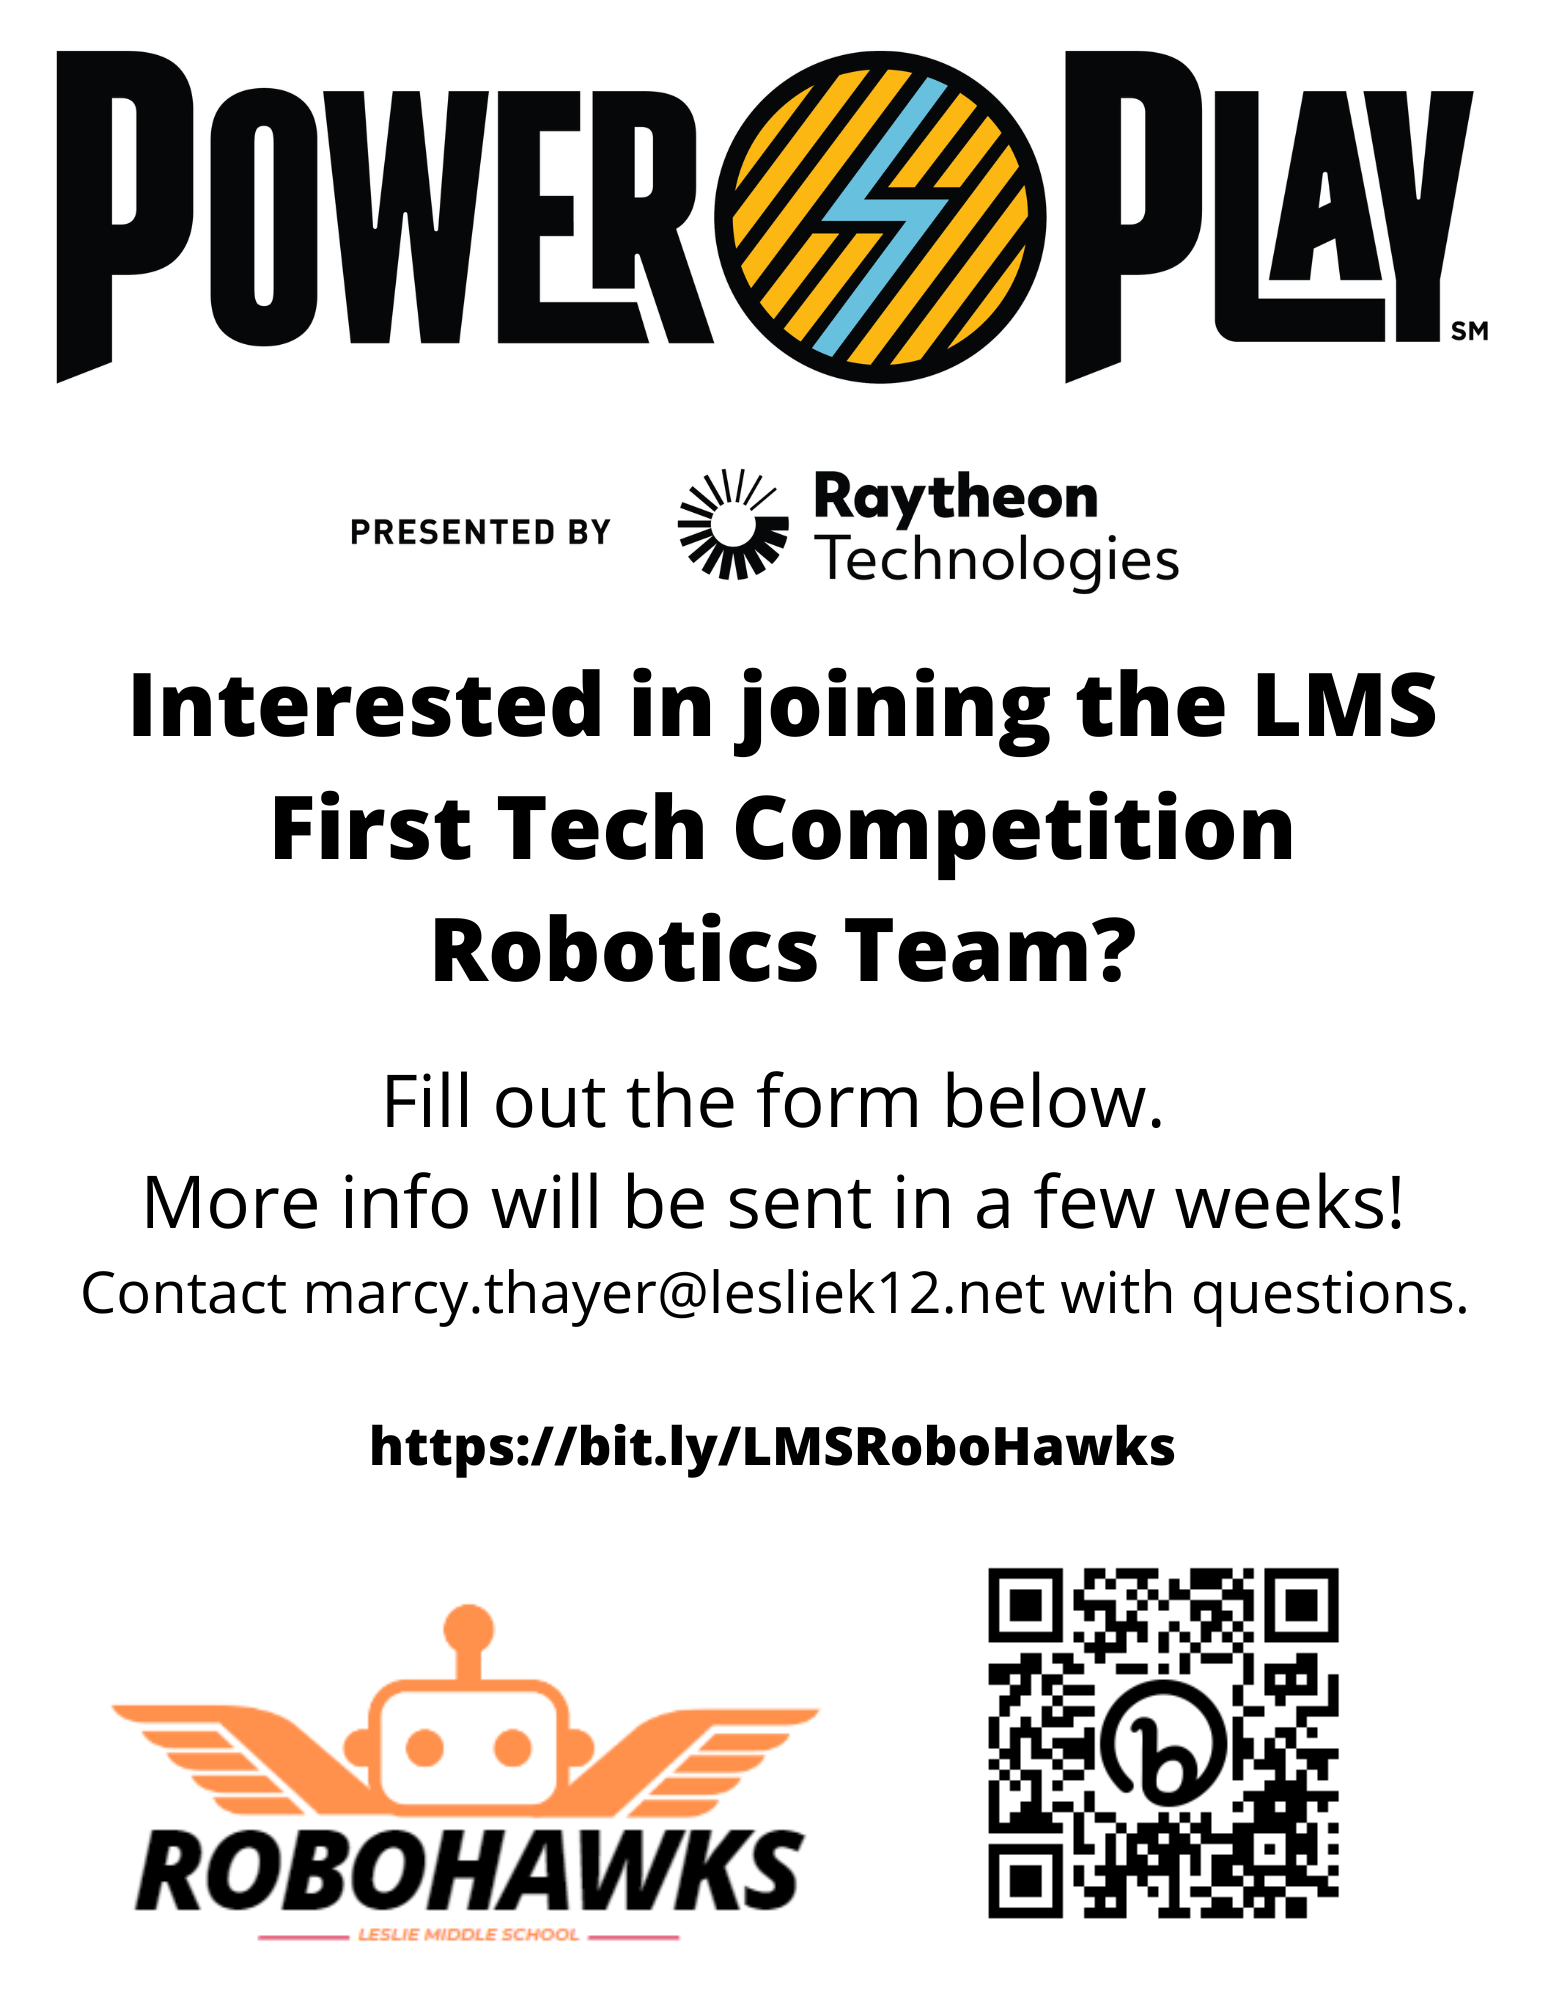 POWER PLAY SM
PRESENTED BY Raytheon
Technologies
Interested in joining the LMS
First Tech Competition
Robotics Team?
Fill out the form below.
More info will be sent in a few weeks!
Contact marcy.thayer@lesliek12.net with questions.
https://bit.ly/LMSRoboHawks
b
ROBOHAWKS
LESLIE MIDDLE SCHOOL